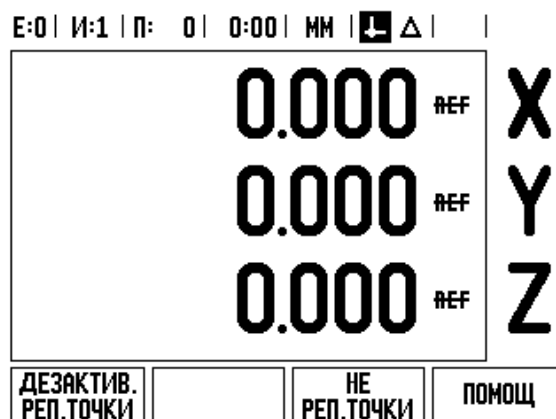 Е:0 | И:1 | П: 0 | 0:00 | ММ | Δ |
0.000 REF X
0.000 REF Y
0.000 REF Z
ДЕЗАКТИВ. НЕ ПОМОЩ
РЕП.ТОЧКИ РЕП.ТОЧКИ